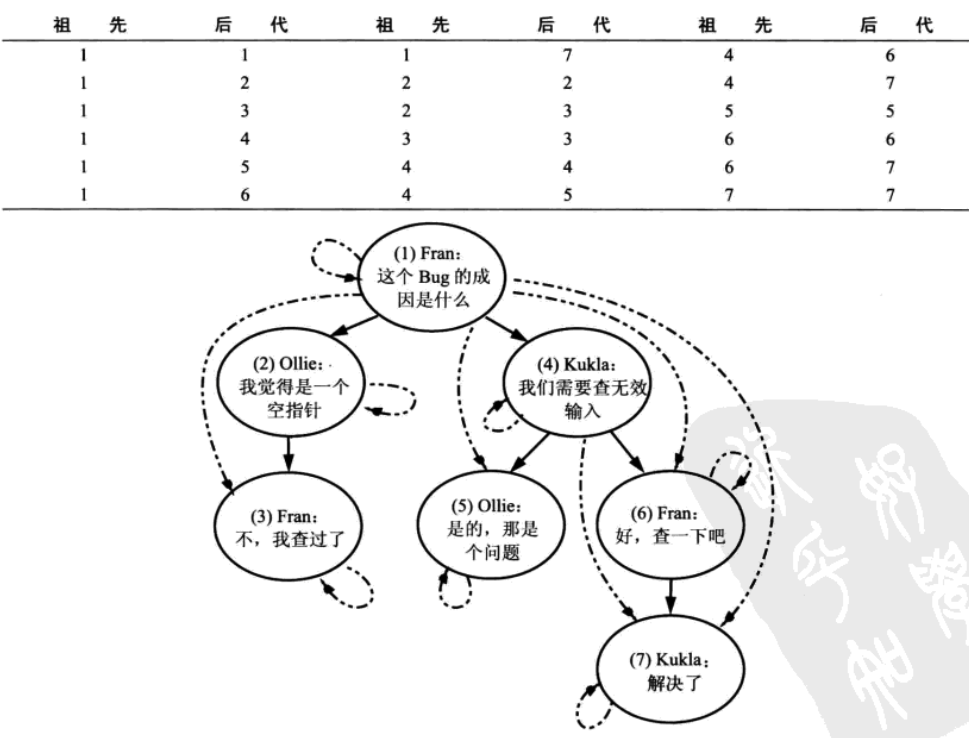 祖先 后代 祖先 后代 祖先 后代
1 1 1 7 4 6
1 2 2 2 4 7
1 3 2 3 5 5
1 4 3 3 6 6
1 5 4 4 6 7
1 6 4 5 7 7
(1) Fran：
这个 Bug 的成
因是什么
(2) Ollie：
我觉得是一个
空指针
(4) Kukla：
我们需要查无效
输入
(3) Fran：
不，我查过了
(5) Ollie：
是的，那是
个问题
(6) Fran：
好，查一下吧
(7) Kukla：
解决了